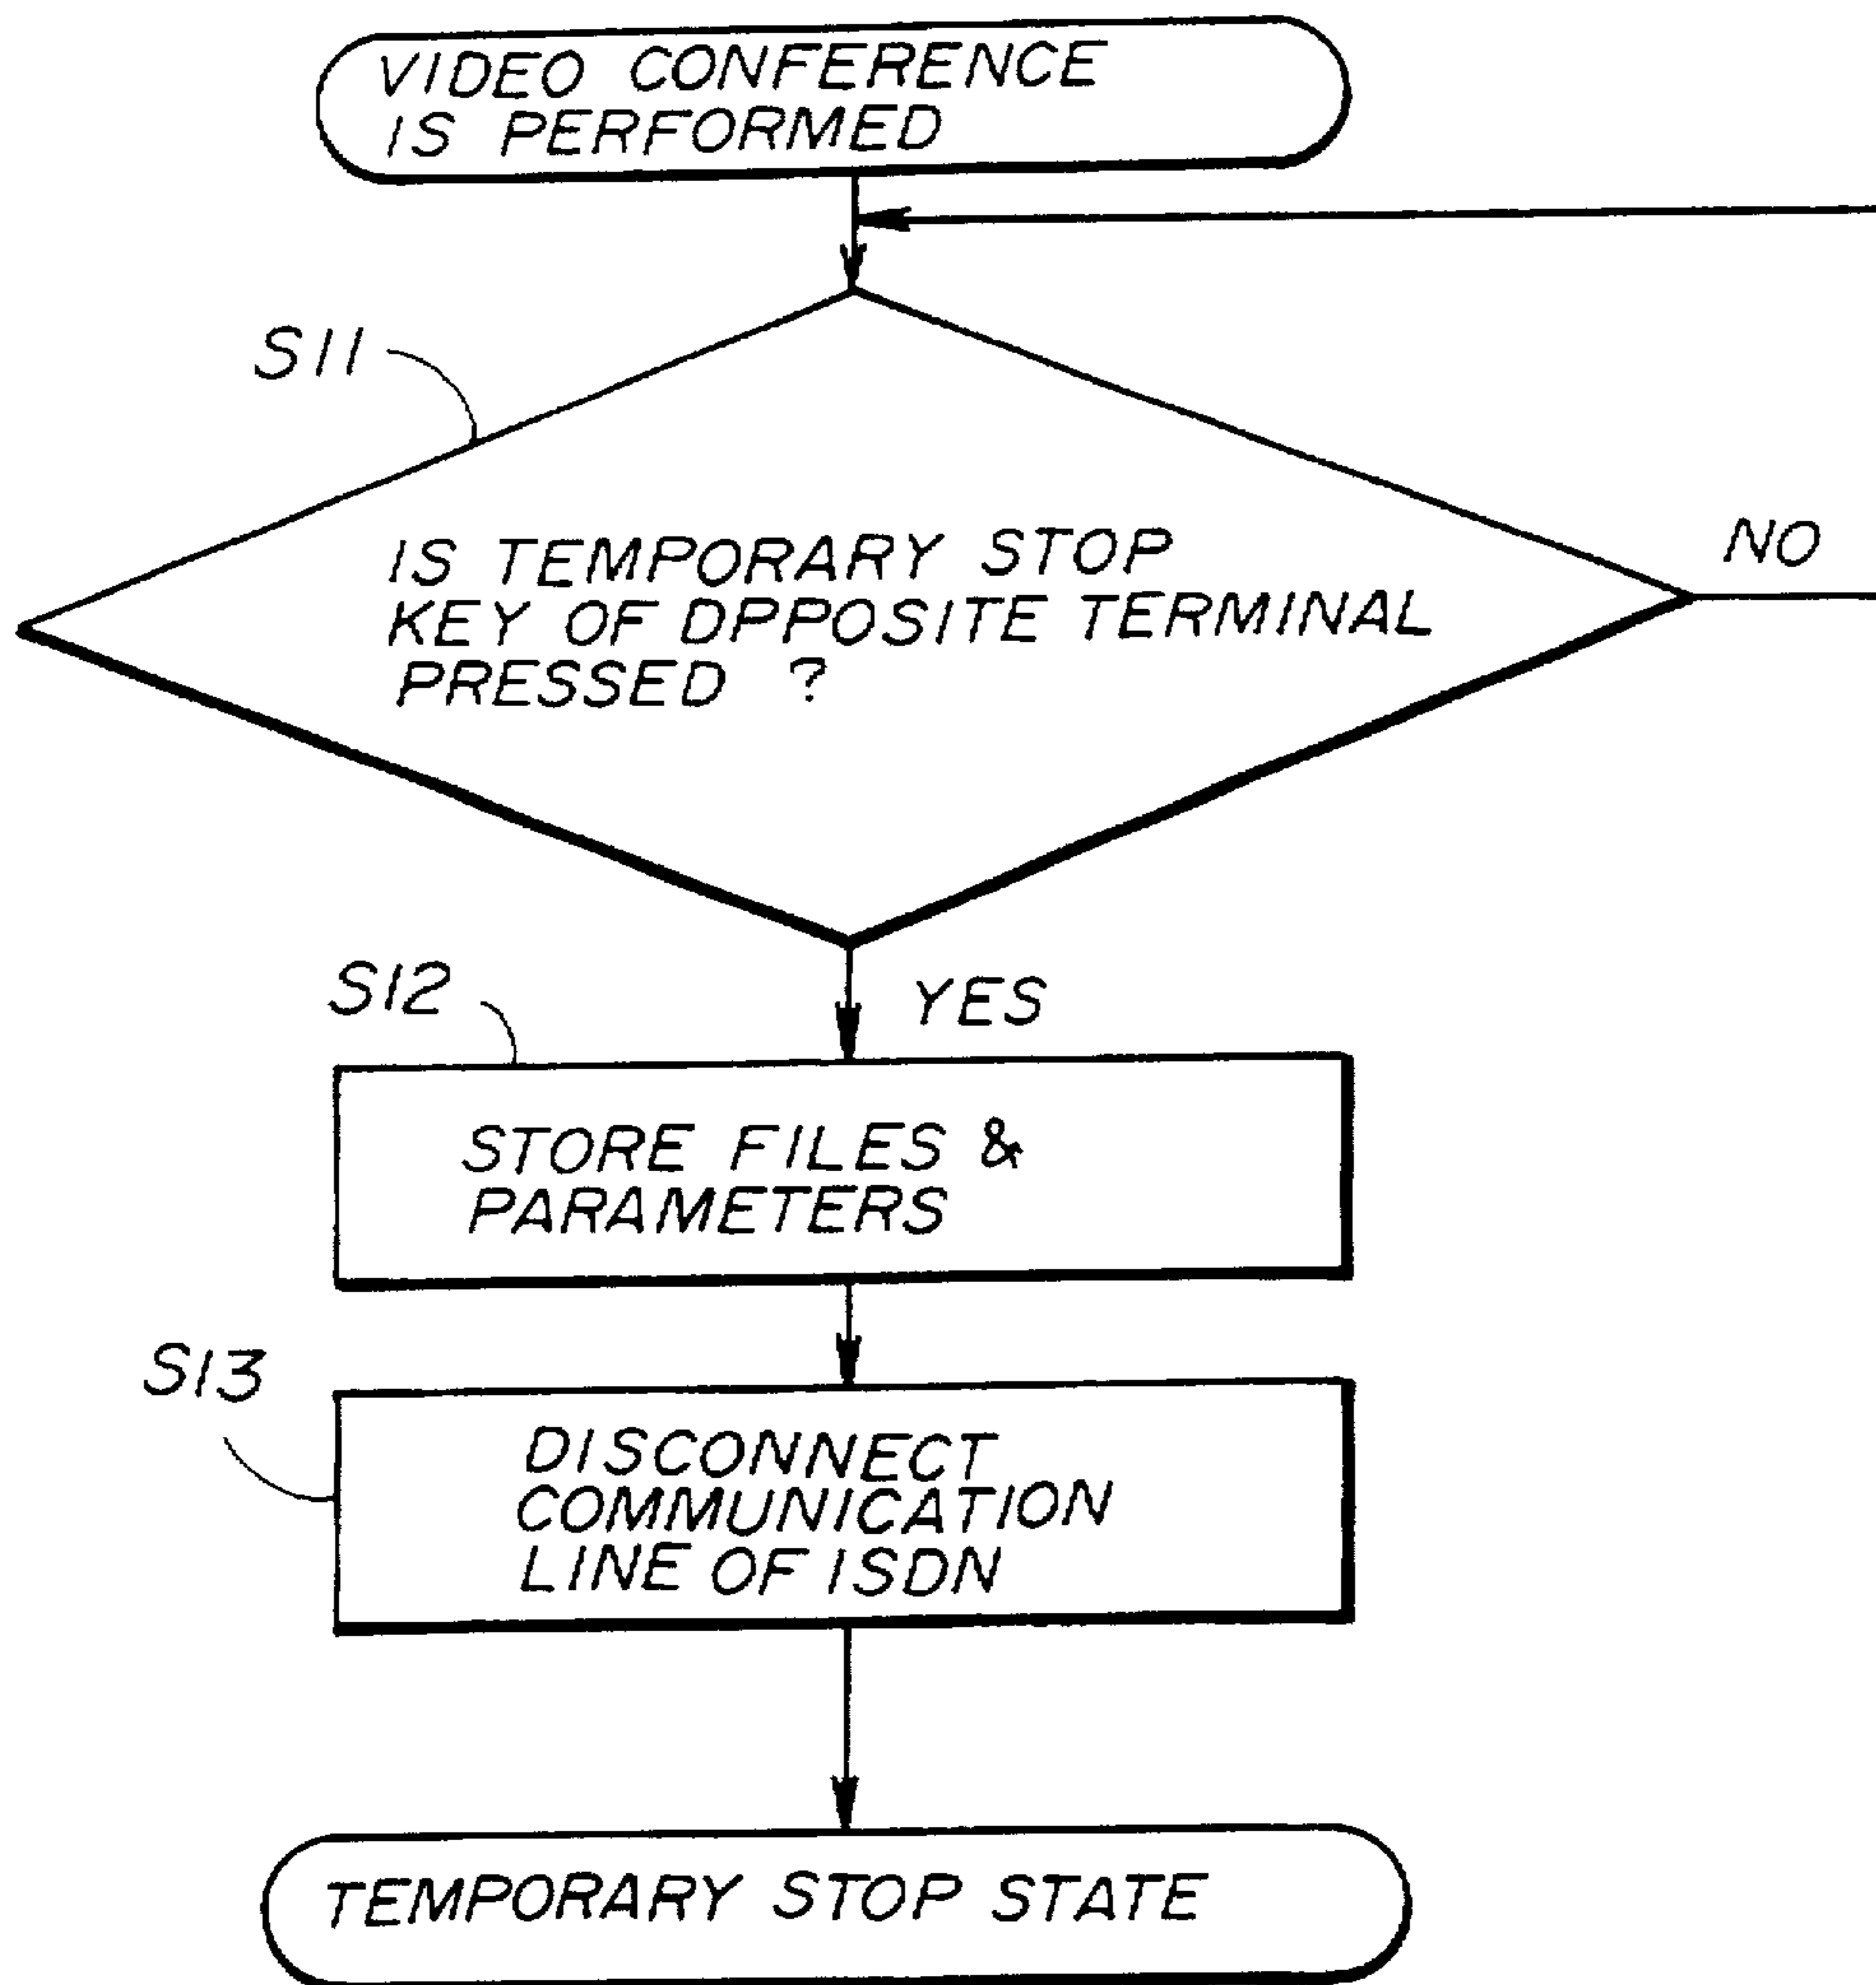 VIDEO CONFERENCE
IS PERFORMED
S11
IS TEMPORARY STOP
KEY OF DPPOSITE TERMINAL
PRESSED ?
NO
S12
YES
STORE FILES &
PARAMETERS
S13
DISCONNECT
COMMUNICATION
LINE OF ISDN
TEMPORARY STOP STATE